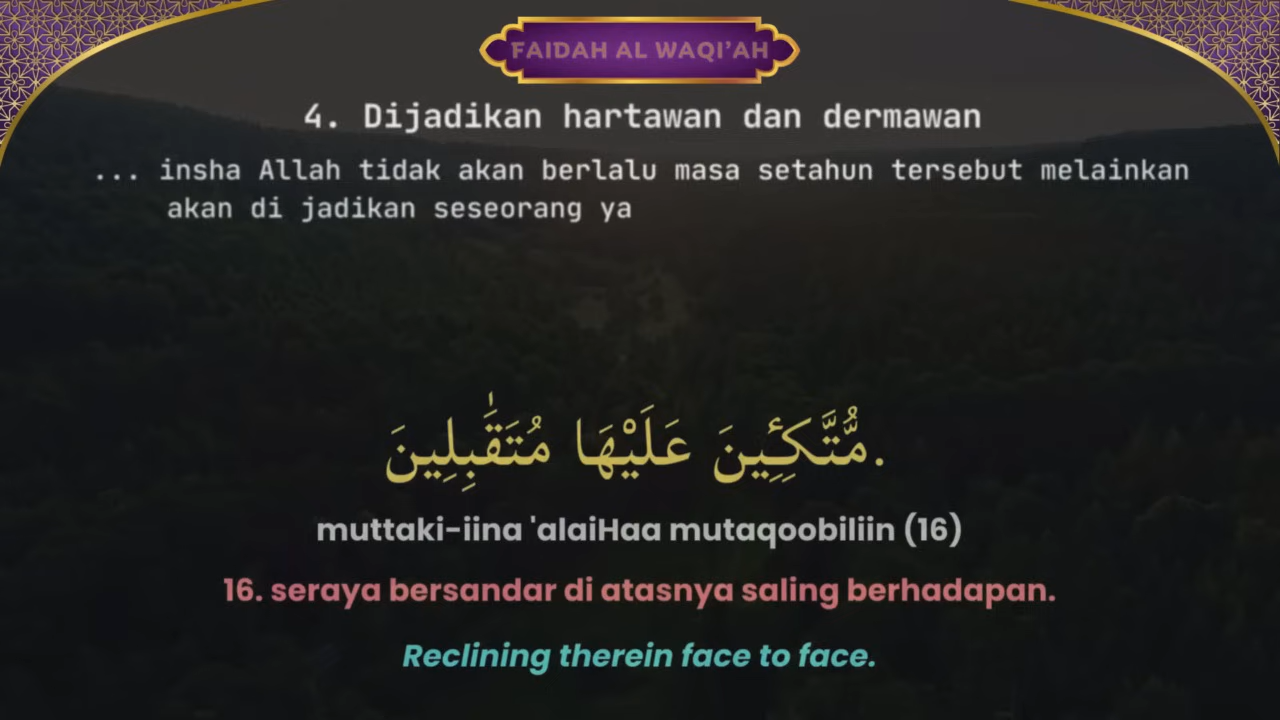 FAIDAH AL WAQI'AH
4. Dijadikan hartawan dan dermawan
... insha Allah tidak akan berlalu masa setahun tersebut melainkan
akan di jadikan seseorang ya
مُّتَّكِـِٔينَ عَلَيْهَا مُتَقَٰبِلِينَ.
muttaki-iina 'alaiHaa mutaqoobiliin (16)
16. seraya bersandar di atasnya saling berhadapan.
Reclining therein face to face.